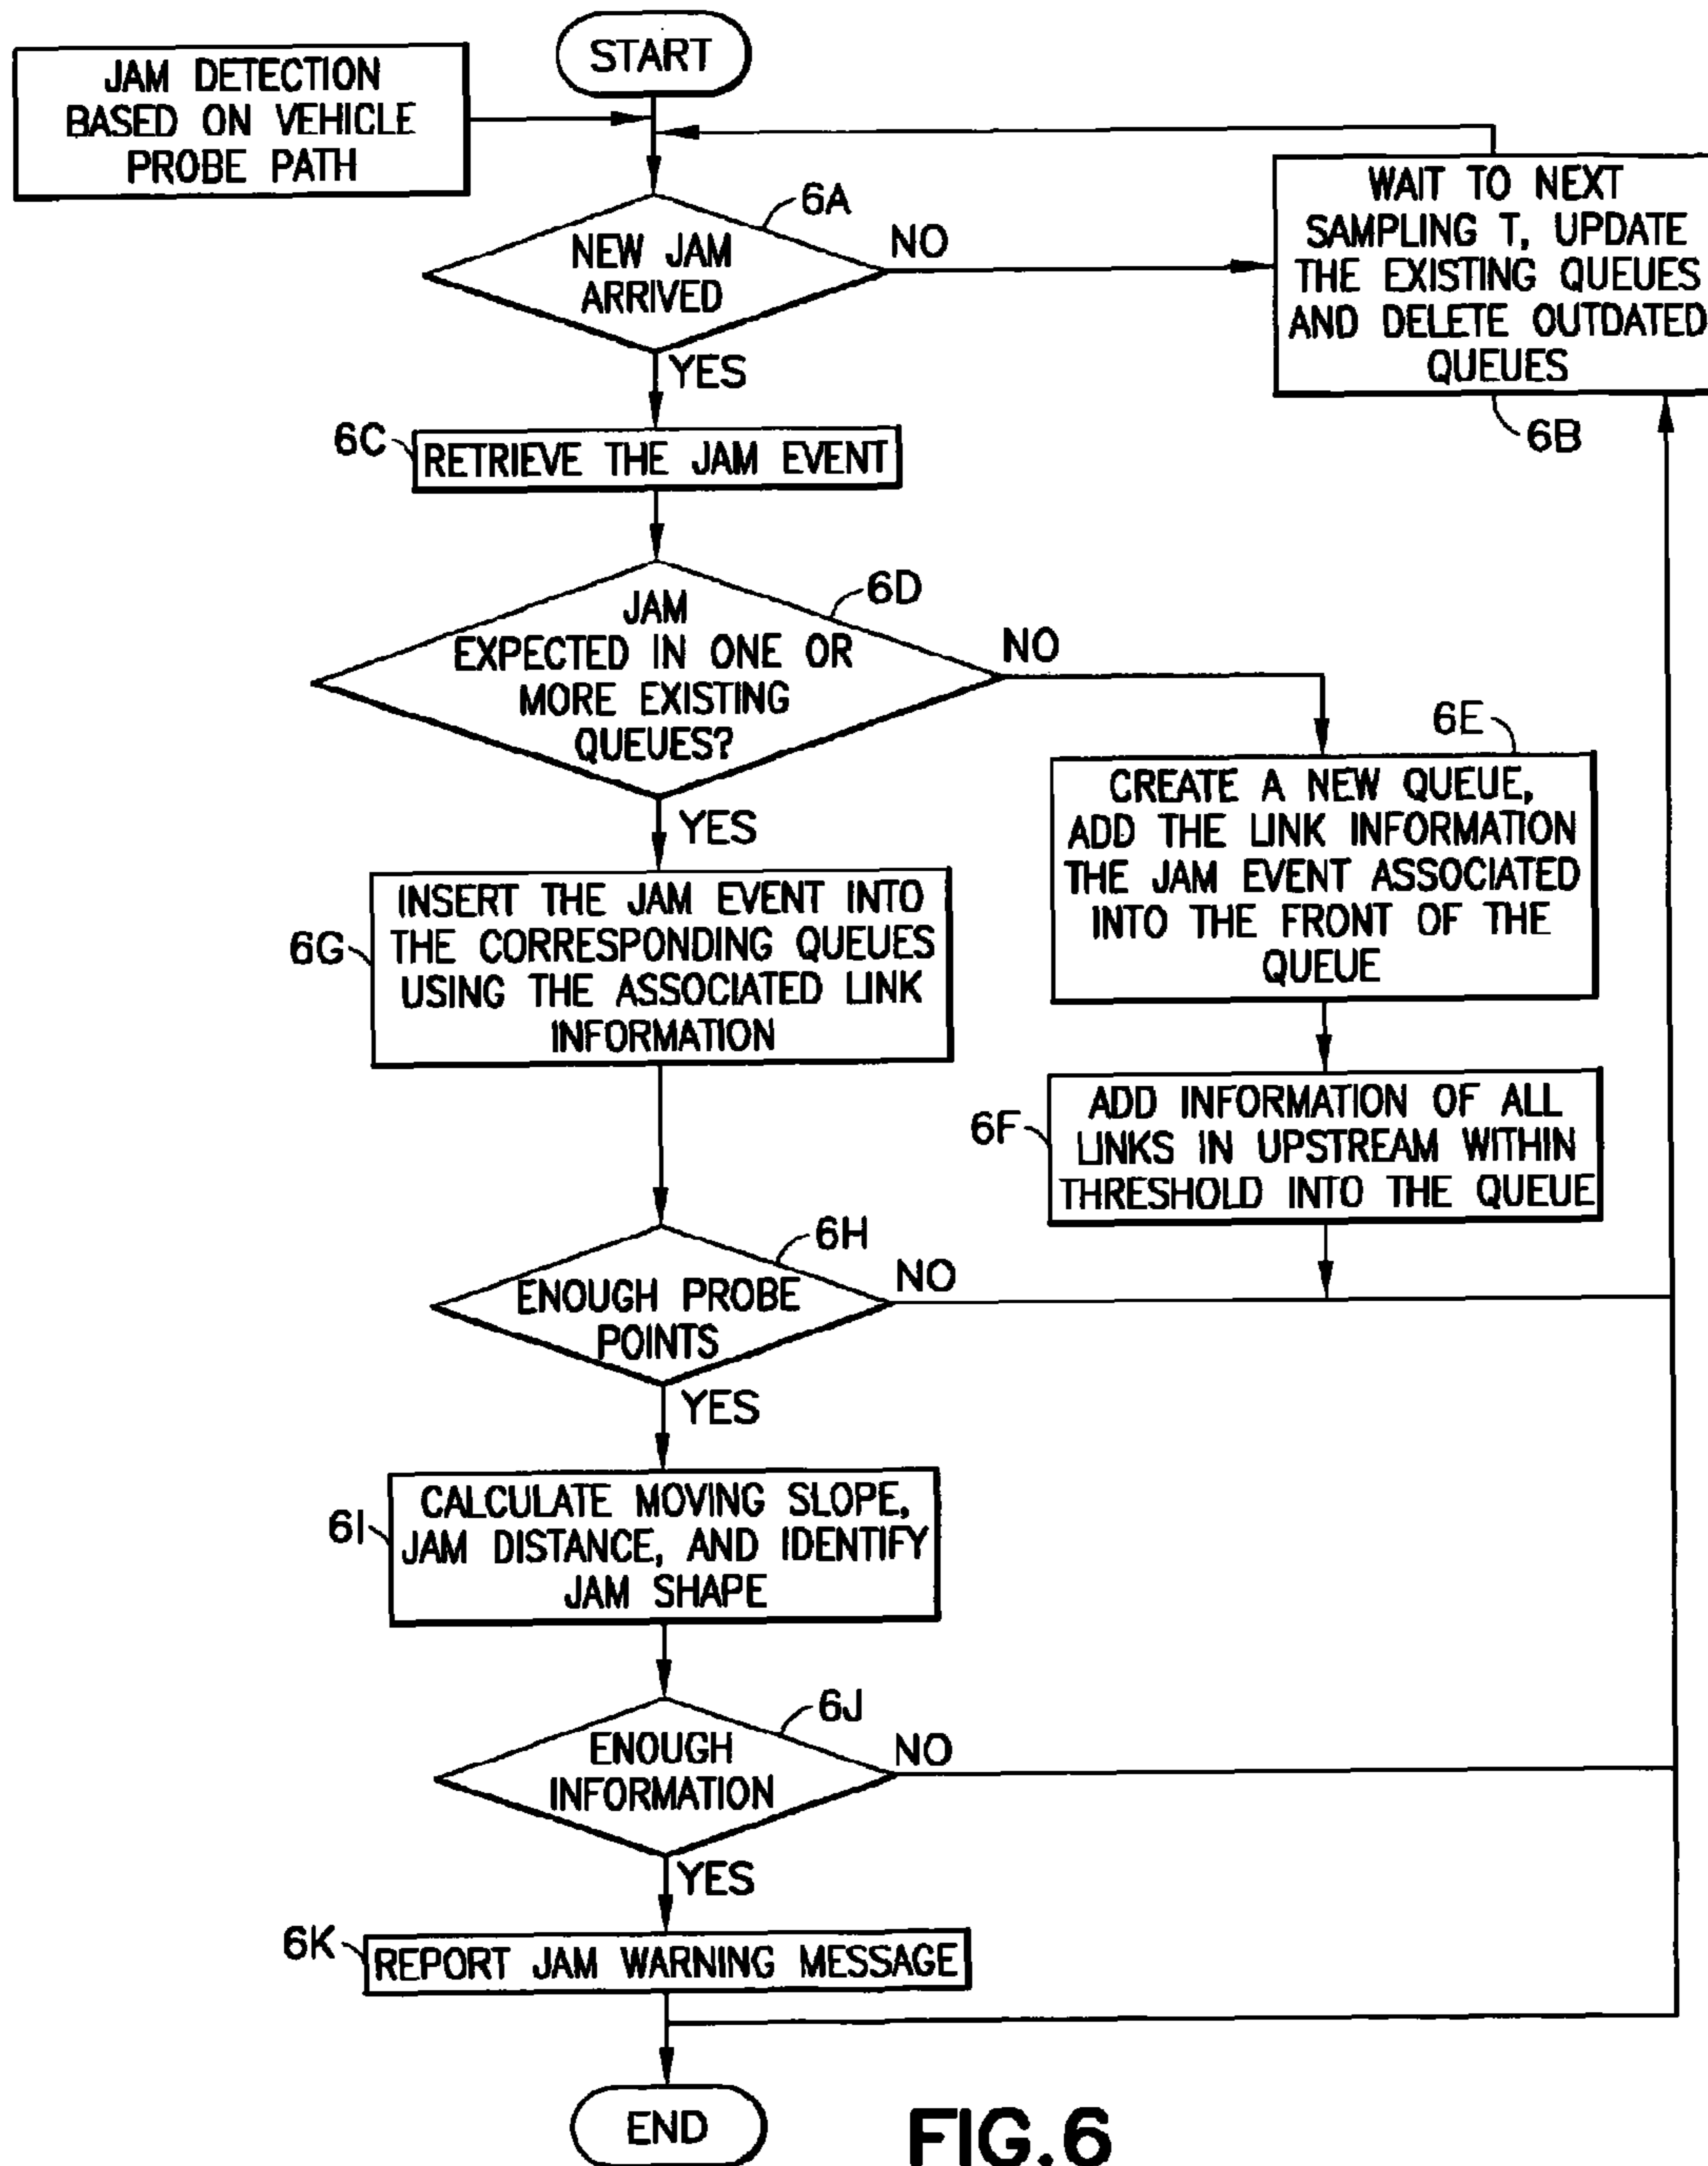 START
JAM DETECTION
BASED ON VEHICLE
PROBE PATH
6A
NEW JAM
ARRIVED
NO
YES
WAIT TO NEXT
SAMPLING T, UPDATE
THE EXISTING QUEUES
AND DELETE OUTDATED
QUEUES
6B
6C
RETRIEVE THE JAM EVENT
6D
JAM
EXPECTED IN ONE OR
MORE EXISTING
QUEUES?
NO
YES
6E
CREATE A NEW QUEUE,
ADD THE LINK INFORMATION
THE JAM EVENT ASSOCIATED
INTO THE FRONT OF THE
QUEUE
6F
ADD INFORMATION OF ALL
LINKS IN UPSTREAM WITHIN
THRESHOLD INTO THE QUEUE
6G
INSERT THE JAM EVENT INTO
THE CORRESPONDING QUEUES
USING THE ASSOCIATED LINK
INFORMATION
6H
ENOUGH PROBE
POINTS
NO
YES
6I
CALCULATE MOVING SLOPE,
JAM DISTANCE, AND IDENTIFY
JAM SHAPE
6J
ENOUGH
INFORMATION
NO
YES
6K
REPORT JAM WARNING MESSAGE
END
FIG.6